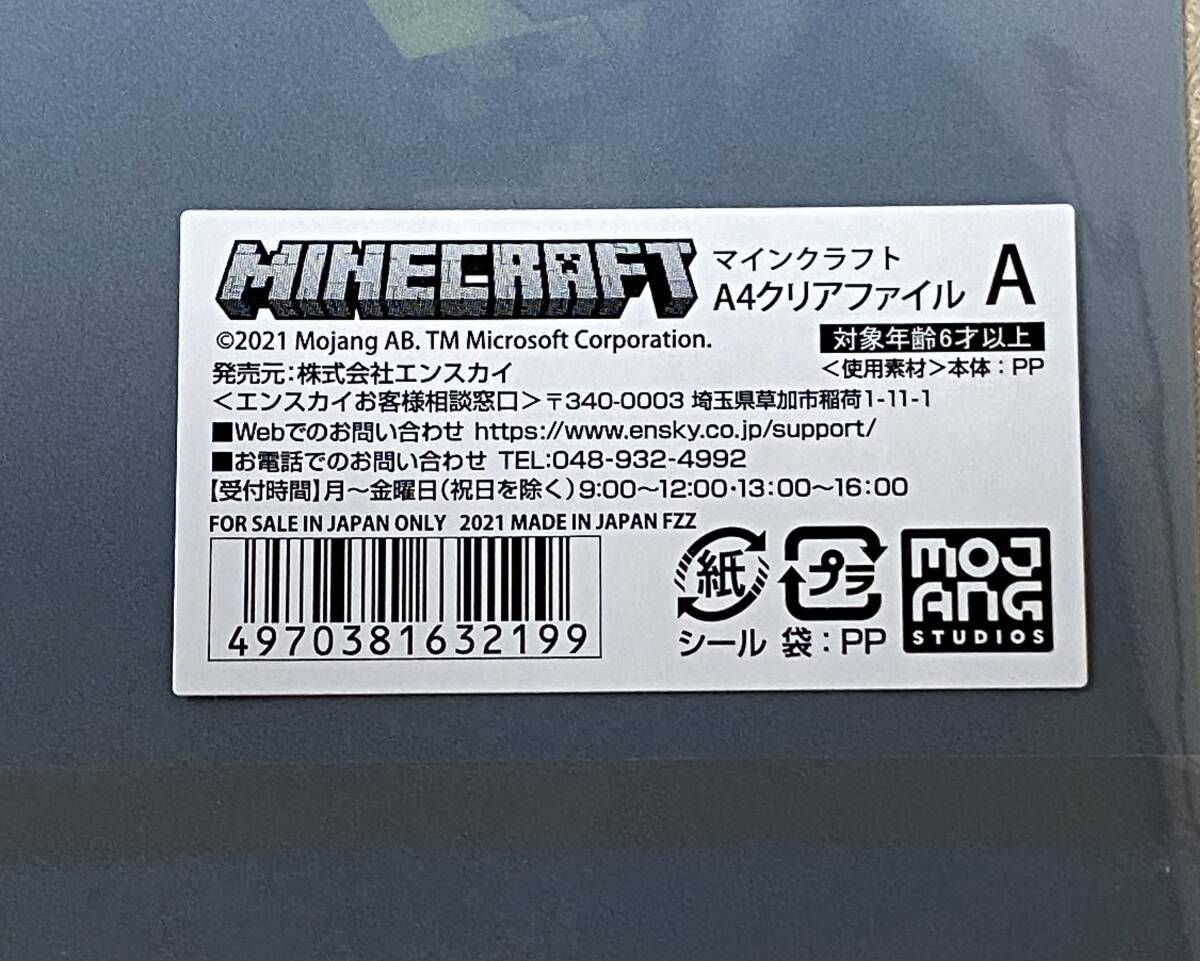 MINECRAFT
マインクラフト
A4クリアファイル A
©2021 Mojang AB. TM Microsoft Corporation.
対象年齢6才以上
発売元:株式会社エンスカイ
<使用素材>本体:PP
<エンスカイお客様相談窓口>〒340-0003 埼玉県草加市稲荷1-11-1
■Webでのお問い合わせ https://www.ensky.co.jp/support/
■お電話でのお問い合わせ TEL:048-932-4992
【受付時間】月〜金曜日(祝日を除く)9:00〜12:00・13:00〜16:00
FOR SALE IN JAPAN ONLY 2021 MADE IN JAPAN FZZ
4970381632199
紙
シール
プラ
袋:PP
MOJANG
STUDIOS